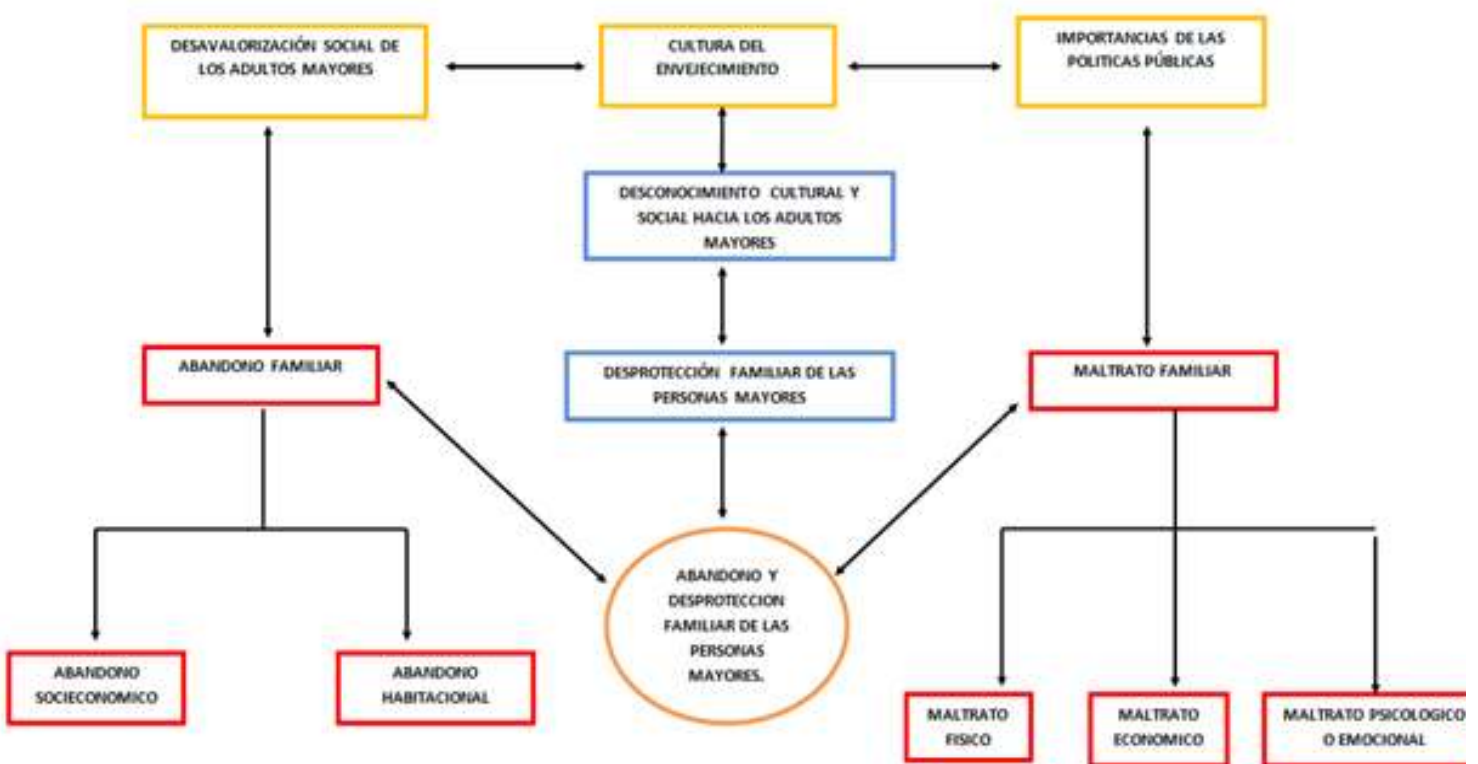 DESAVALORIZACIÓN SOCIAL DE
LOS ADULTOS MAYORES
CULTURA DEL
ENVEJECIMIENTO
IMPORTANCIAS DE LAS
POLITICAS PÚBLICAS
DESCONOCIMIENTO CULTURAL Y
SOCIAL HACIA LOS ADULTOS
MAYORES
ABANDONO FAMILIAR
DESPROTECCIÓN FAMILIAR DE LAS
PERSONAS MAYORES
MALTRATO FAMILIAR
ABANDONO Y
DESPROTECCION
FAMILIAR DE LAS
PERSONAS
MAYORES.
ABANDONO
SOCIECONOMICO
ABANDONO
HABITACIONAL
MALTRATO
FISICO
MALTRATO
ECONOMICO
MALTRATO PSICOLOGICO
O EMOCIONAL